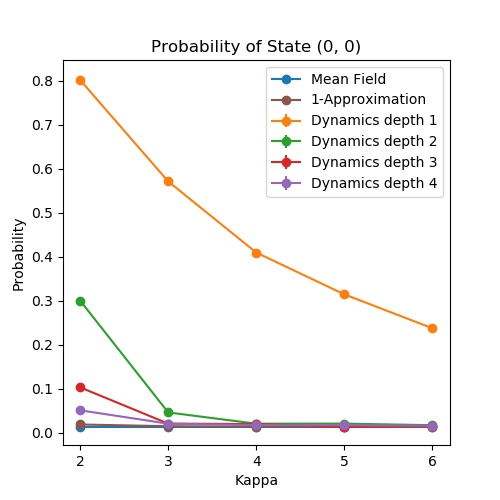 Probability of State (0, 0)
Mean Field
1-Approximation
Dynamics depth 1
Dynamics depth 2
Dynamics depth 3
Dynamics depth 4
Probability
0.8
0.7
0.6
0.5
0.4
0.3
0.2
0.1
0.0
2 3 4 5 6
Kappa